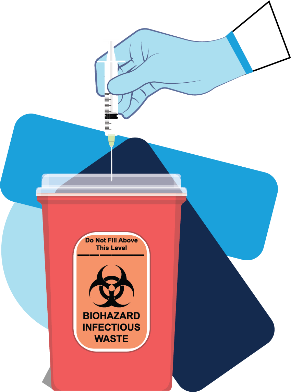 Do Not Fill Above
This Level
BIOHAZARD
INFECTIOUS
WASTE